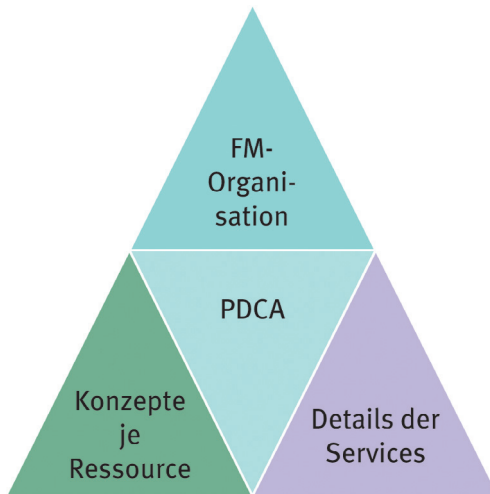 FM-
Organi-
sation
PDCA
Konzepte
je
Ressource
Details der
Services